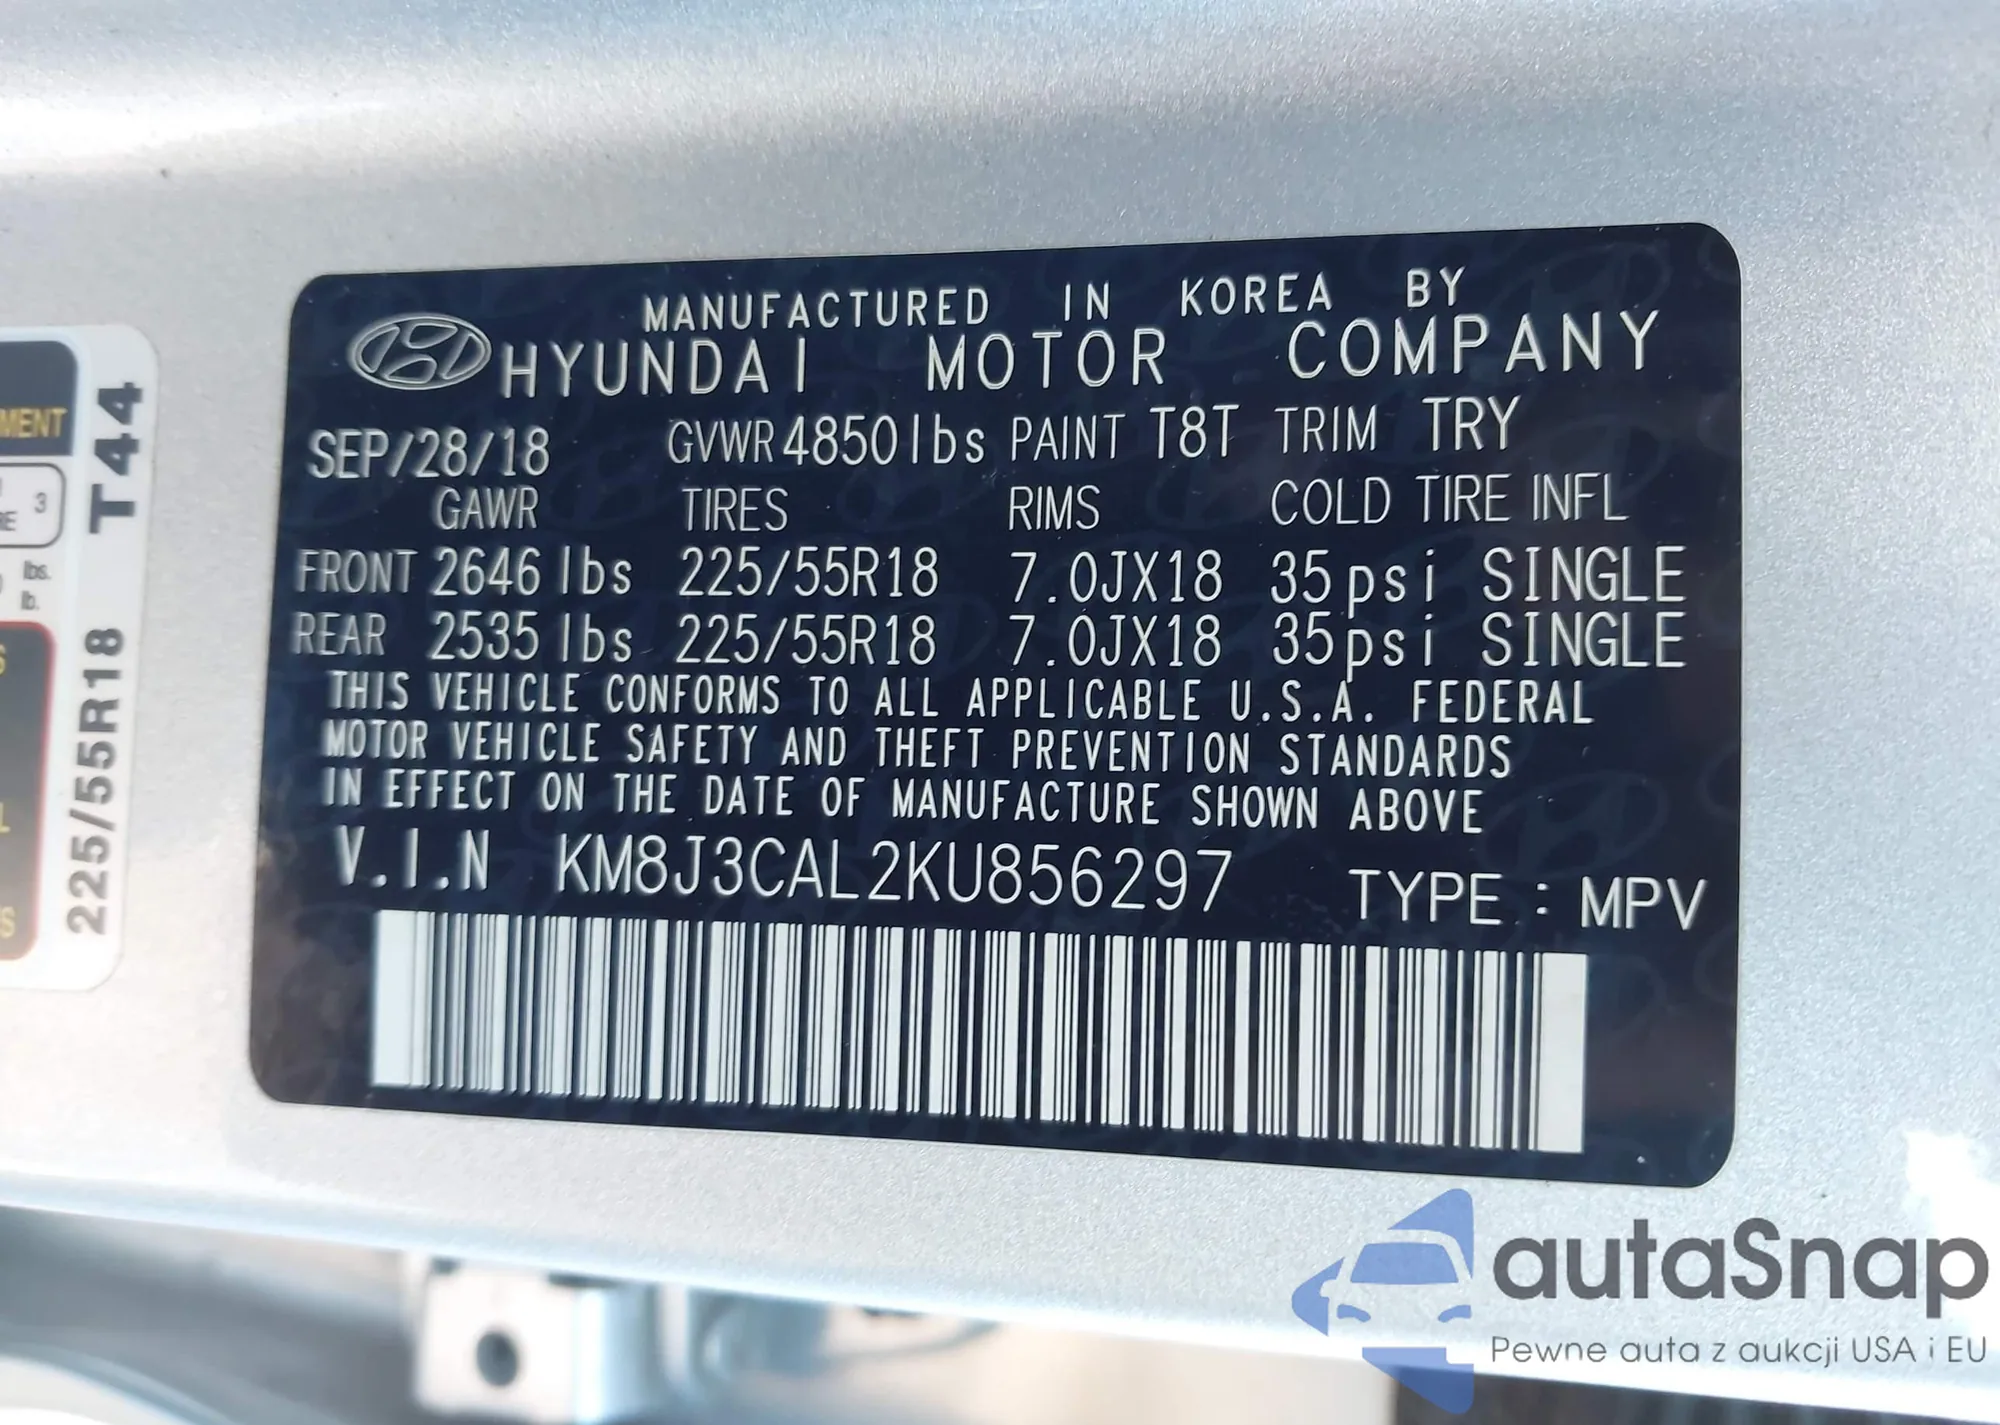 MANUFACTURED IN KOREA BY
HYUNDAI MOTOR COMPANY
SEP/28/18 GVWR 4850lbs PAINT T8T TRIM TRY
GAWR TIRES RIMS COLD TIRE INFL
FRONT 2646 lbs 225/55R18 7.0JX18 35psi SINGLE
REAR 2535 lbs 225/55R18 7.0JX18 35psi SINGLE
THIS VEHICLE CONFORMS TO ALL APPLICABLE U.S.A. FEDERAL
MOTOR VEHICLE SAFETY AND THEFT PREVENTION STANDARDS
IN EFFECT ON THE DATE OF MANUFACTURE SHOWN ABOVE
V.I.N KM8J3CAL2KU856297 TYPE : MPV
T44
225/55R18
3
lbs.
lb.
autaSnap
Pewne auta z aukcji USA i EU